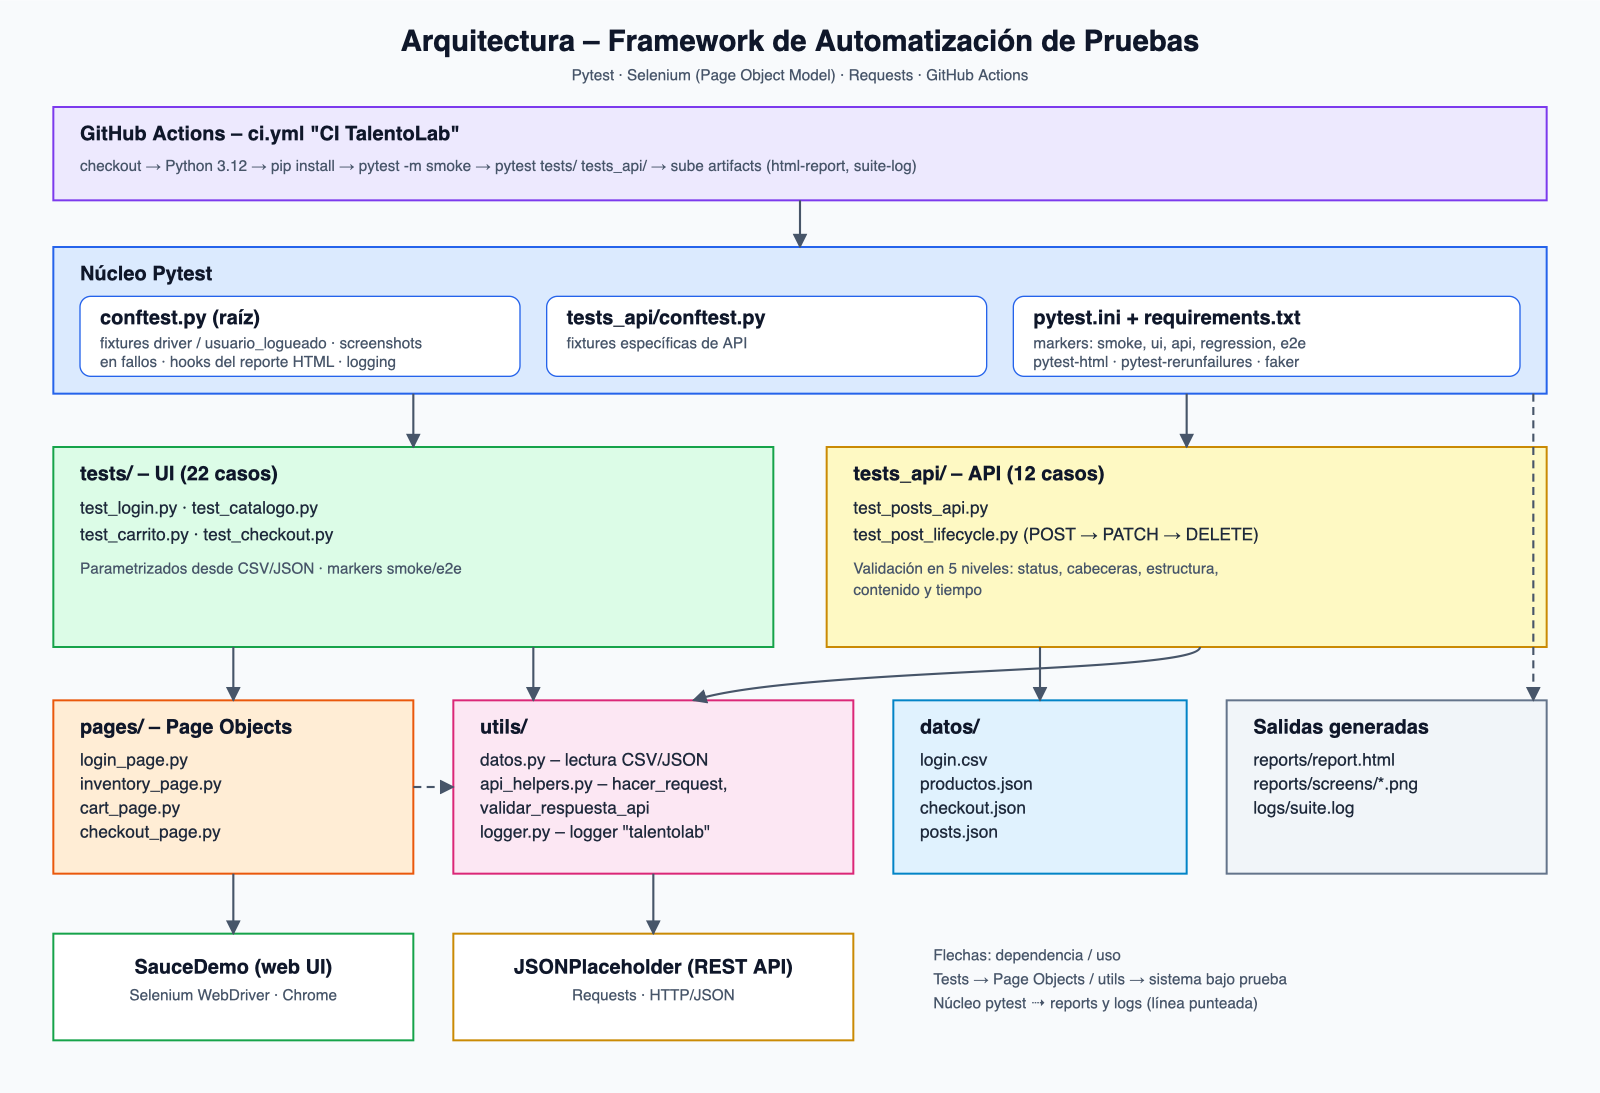 Arquitectura – Framework de Automatización de Pruebas
Pytest · Selenium (Page Object Model) · Requests · GitHub Actions
GitHub Actions – ci.yml "CI TalentoLab"
checkout → Python 3.12 → pip install → pytest -m smoke → pytest tests/ tests_api/ → sube artifacts (html-report, suite-log)
Núcleo Pytest
conftest.py (raíz)
fixtures driver / usuario_logueado · screenshots
en fallos · hooks del reporte HTML · logging
tests_api/conftest.py
fixtures específicas de API
pytest.ini + requirements.txt
markers: smoke, ui, api, regression, e2e
pytest-html · pytest-rerunfailures · faker
tests/ – UI (22 casos)
test_login.py · test_catalogo.py
test_carrito.py · test_checkout.py
Parametrizados desde CSV/JSON · markers smoke/e2e
tests_api/ – API (12 casos)
test_posts_api.py
test_post_lifecycle.py (POST → PATCH → DELETE)
Validación en 5 niveles: status, cabeceras, estructura,
contenido y tiempo
pages/ – Page Objects
login_page.py
inventory_page.py
cart_page.py
checkout_page.py
utils/
datos.py – lectura CSV/JSON
api_helpers.py – hacer_request,
validar_respuesta_api
logger.py – logger "talentolab"
datos/
login.csv
productos.json
checkout.json
posts.json
Salidas generadas
reports/report.html
reports/screens/*.png
logs/suite.log
SauceDemo (web UI)
Selenium WebDriver · Chrome
JSONPlaceholder (REST API)
Requests · HTTP/JSON
Flechas: dependencia / uso
Tests → Page Objects / utils → sistema bajo prueba
Núcleo pytest ⇢ reports y logs (línea punteada)